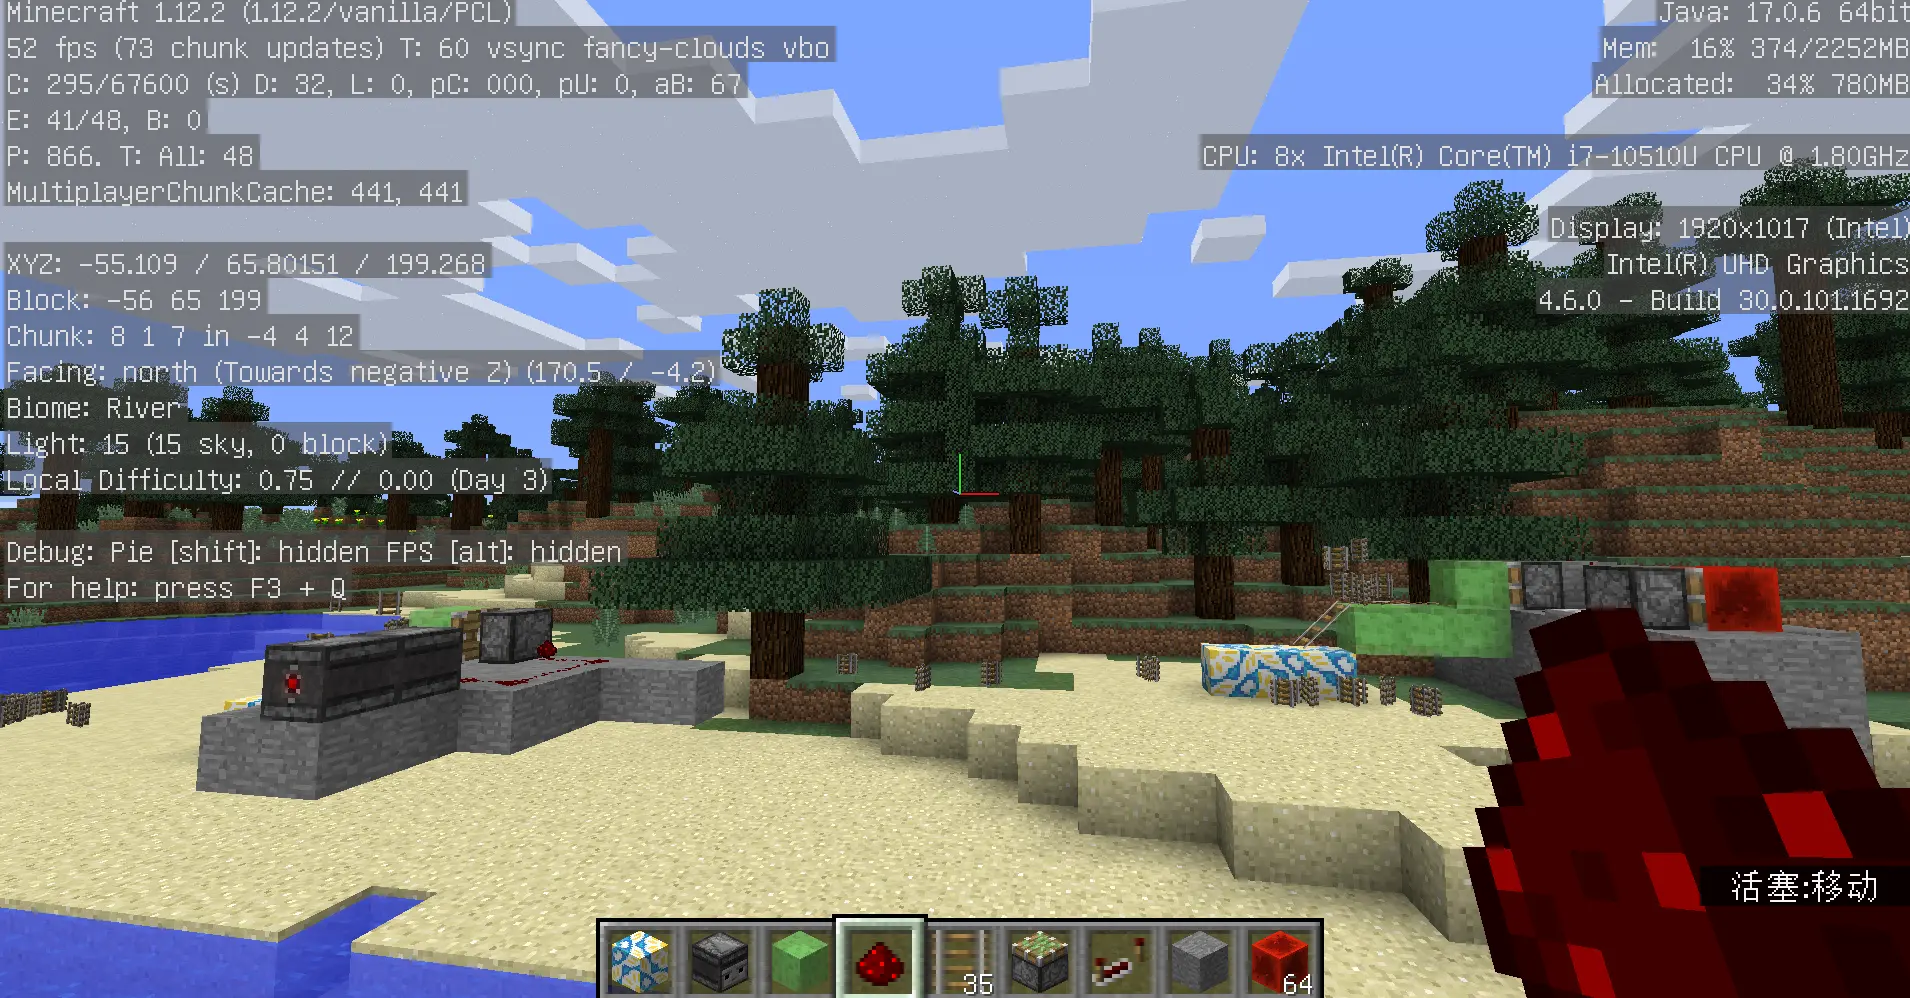 Minecraft 1.12.2 (1.12.2/vanilla/PCL)
52 fps (73 chunk updates) T: 60 vsync fancy-clouds vbo
C: 295/67600 (s) D: 32, L: 0, pC: 000, pU: 0, aB: 67
E: 41/48, B: 0
P: 866. T: All: 48
MultiplayerChunkCache: 441, 441
XYZ: -55.109 / 65.80151 / 199.268
Block: -56 65 199
Chunk: 8 1 7 in -4 4 12
Facing: north (Towards negative Z) (170.5 / -4.2)
Biome: River
Light: 15 (15 sky, 0 block)
Local Difficulty: 0.75 // 0.00 (Day 3)
Debug: Pie [shift]: hidden FPS [alt]: hidden
For help: press F3 + Q
Java: 17.0.6 64bit
Mem: 16% 374/2252MB
Allocated: 34% 780MB
CPU: 8x Intel(R) Core(TM) i7-10510U CPU @ 1.80GHz
Display: 1920x1017 (Intel)
Intel(R) UHD Graphics
4.6.0 - Build 30.0.101.1692
活塞:移动
35
64